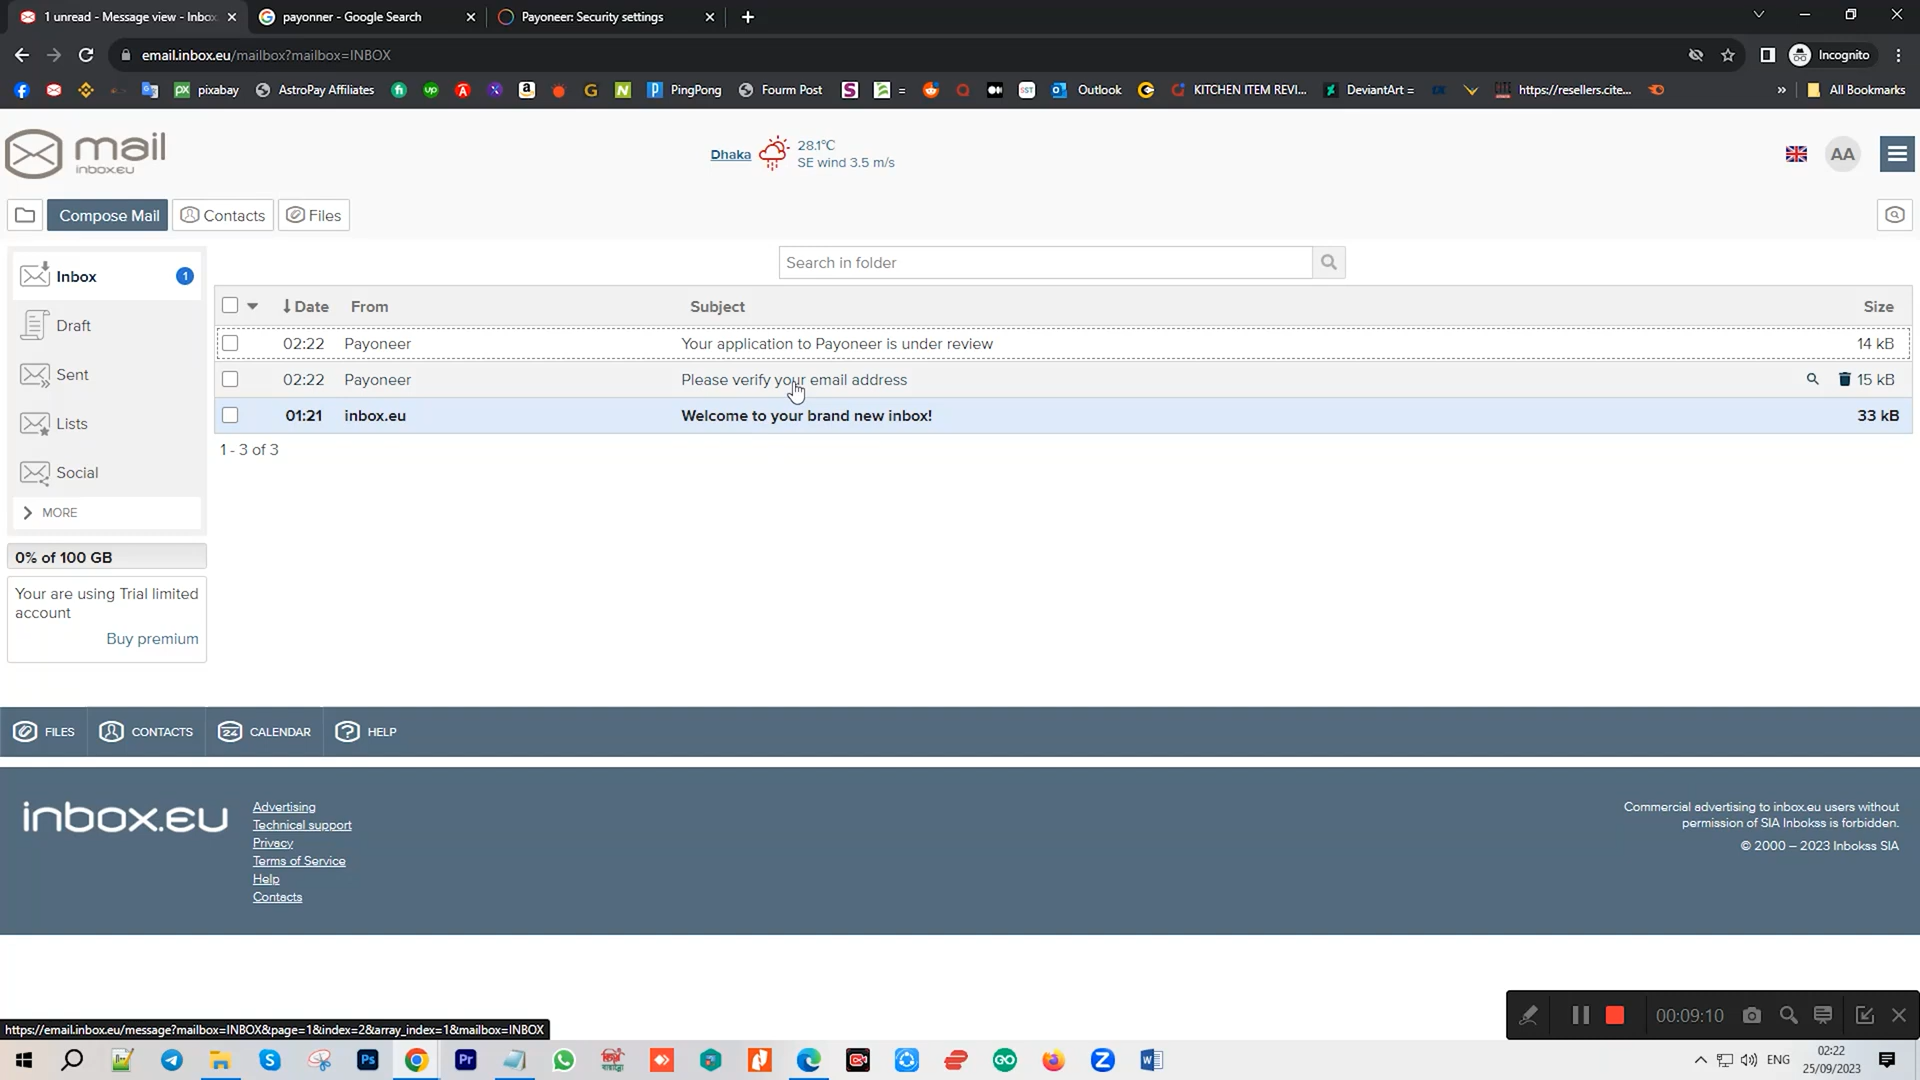 1 unread - Message view - Inbox
payonner - Google Search
Payoneer: Security settings
email.inbox.eu/mailbox?mailbox=INBOX
Incognito
pixabay
AstroPay Affiliates
PingPong
Fourm Post
=
Outlook
KITCHEN ITEM REVI...
DeviantArt =
https://resellers.cite...
»
All Bookmarks
mail
inbox.eu
Dhaka
28.1°C
SE wind 3.5 m/s
AA
Compose Mail
Contacts
Files
Inbox
1
Draft
Sent
Lists
Social
MORE
0% of 100 GB
Your are using Trial limited
account
Buy premium
Search in folder
Date From Subject Size
02:22 Payoneer Your application to Payoneer is under review 14 kB
02:22 Payoneer Please verify your email address 15 kB
01:21 inbox.eu Welcome to your brand new inbox! 33 kB
1 - 3 of 3
FILES
CONTACTS
24
CALENDAR
HELP
inbox.eu
Advertising
Technical support
Privacy
Terms of Service
Help
Contacts
Commercial advertising to inbox.eu users without
permission of SIA Inbokss is forbidden.
© 2000 – 2023 Inbokss SIA
00:09:10
https://email.inbox.eu/message?mailbox=INBOX&page=1&index=2&array_index=1&mailbox=INBOX
Ps
Pr
GO
Z
ENG
02:22
25/09/2023